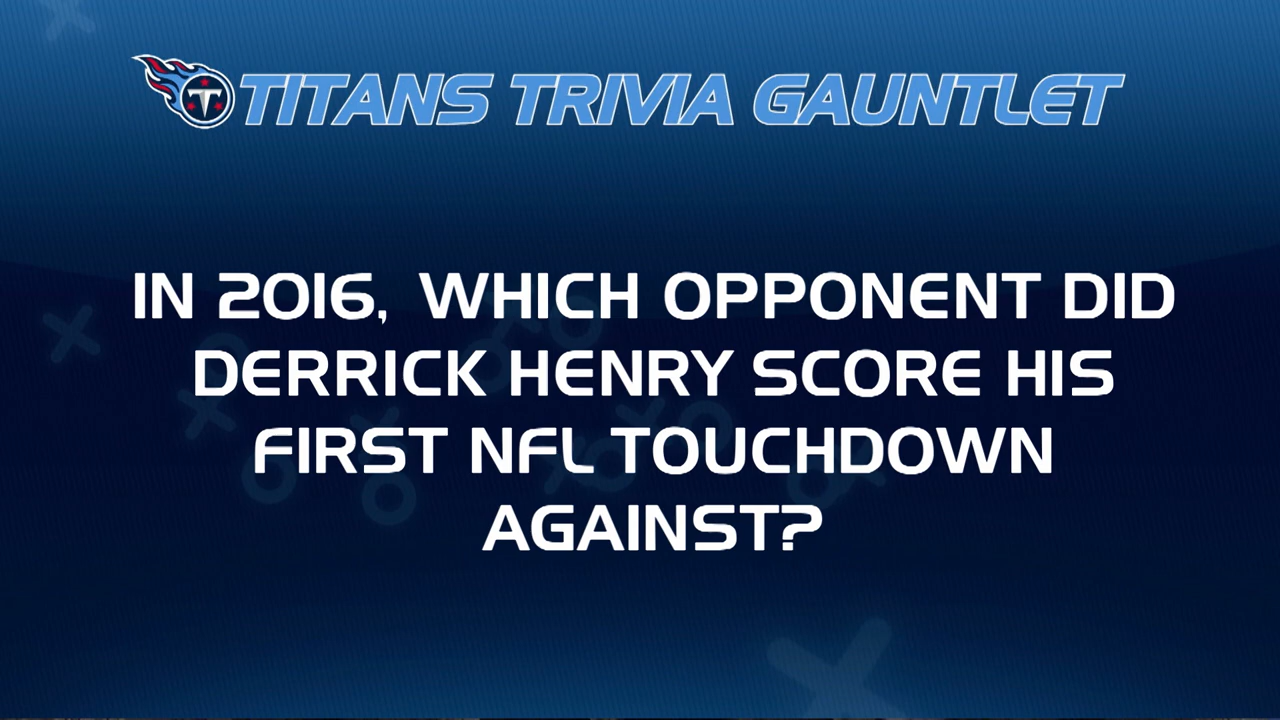 TITANS TRIVIA GAUNTLET
IN 2016, WHICH OPPONENT DID
DERRICK HENRY SCORE HIS
FIRST NFL TOUCHDOWN
AGAINST?